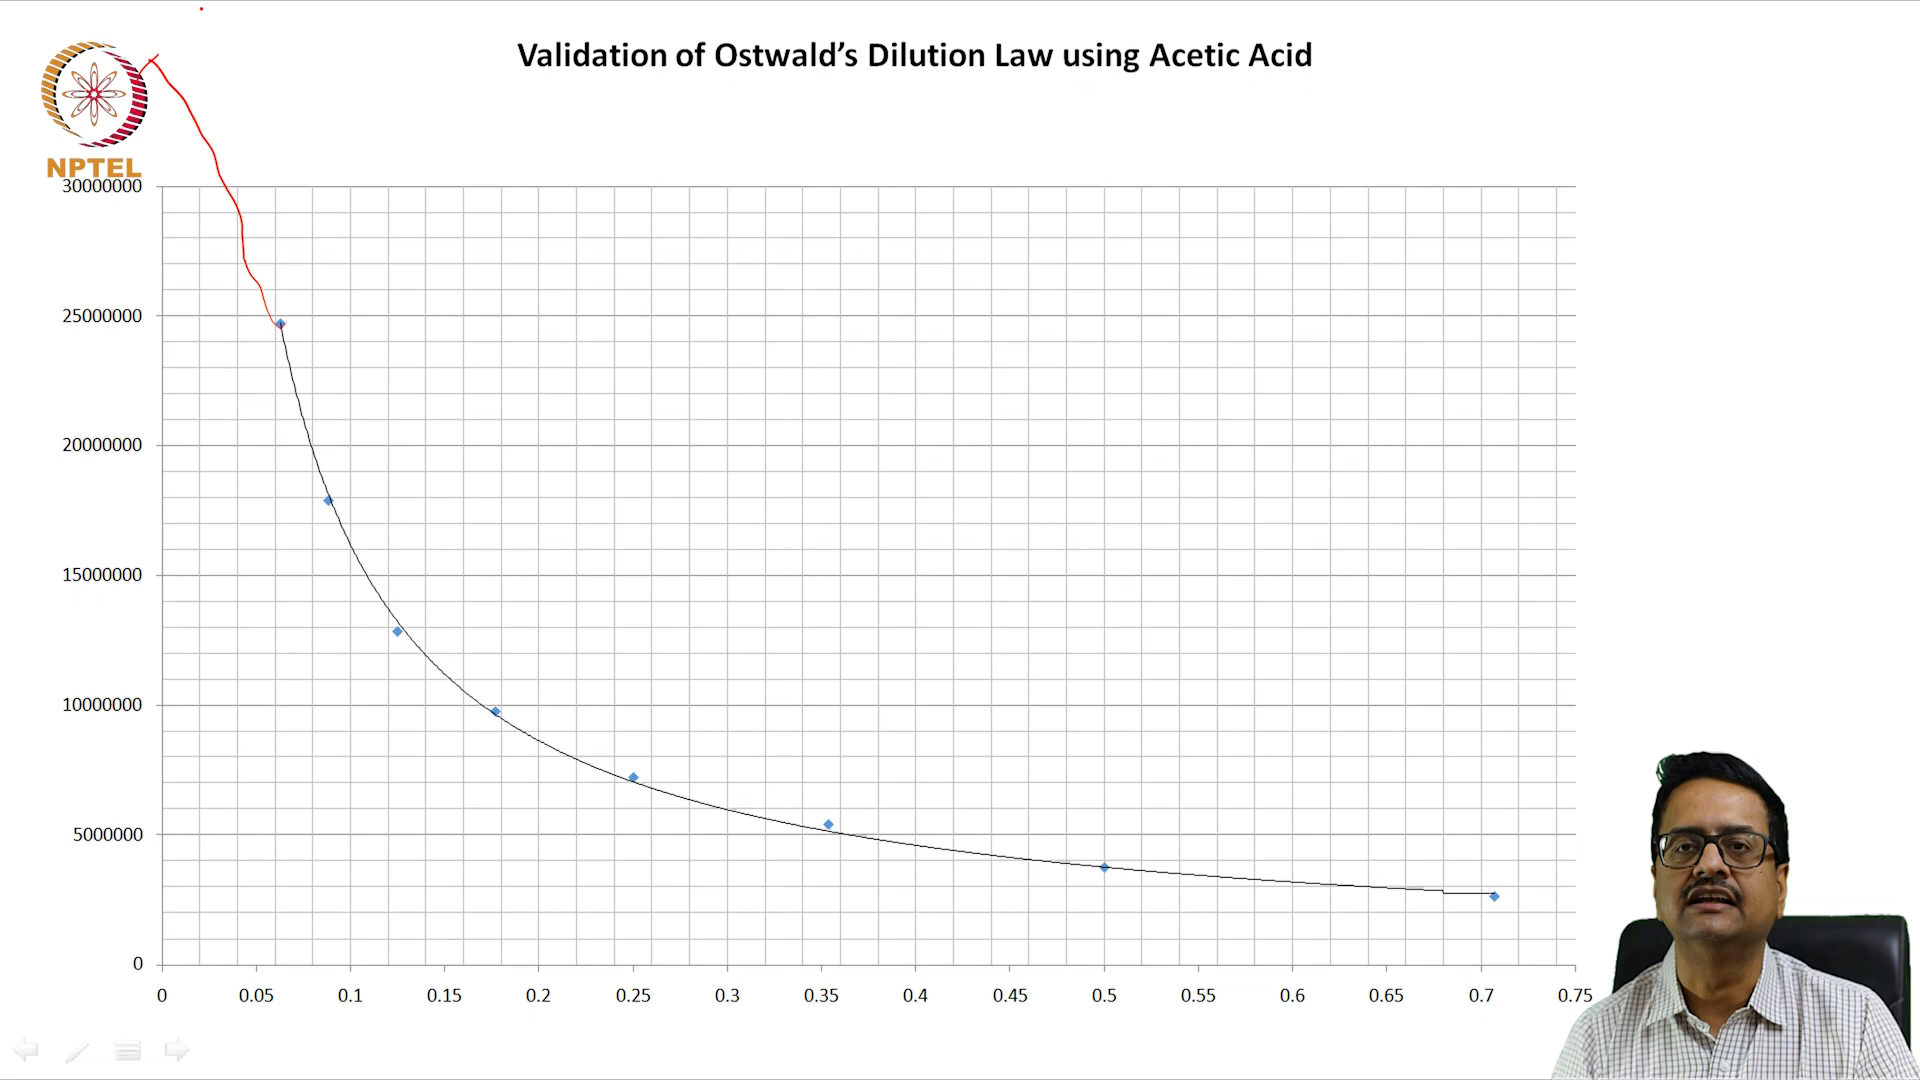 Validation of Ostwald’s Dilution Law using Acetic Acid
NPTEL
30000000
25000000
20000000
15000000
10000000
5000000
0
0 0.05 0.1 0.15 0.2 0.25 0.3 0.35 0.4 0.45 0.5 0.55 0.6 0.65 0.7 0.75